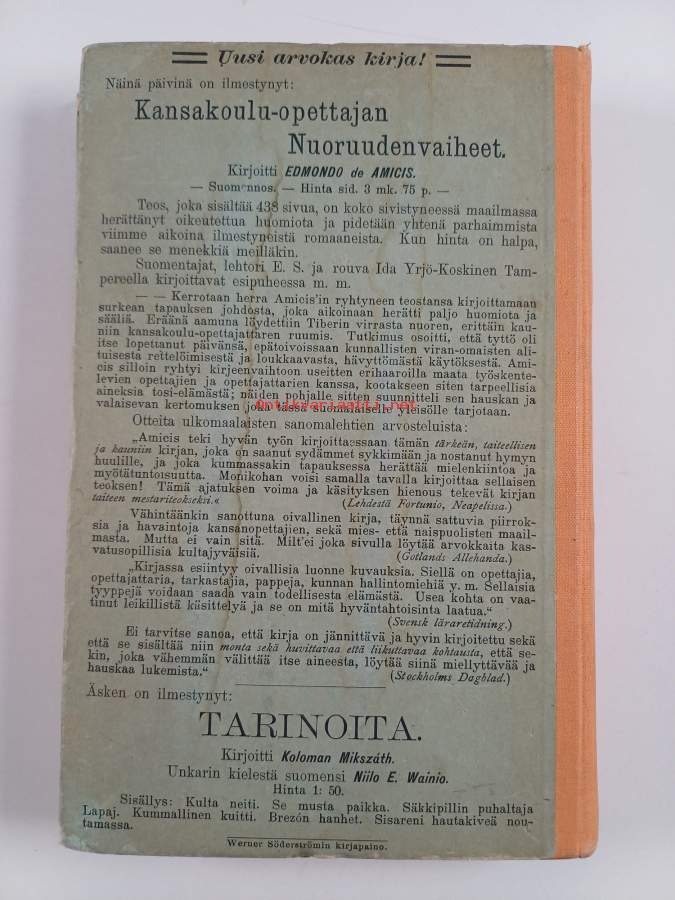 Uusi arvokas kirja!
Näinä päivinä on ilmestynyt:
Kansakoulu-opettajan
Nuoruudenvaiheet.
Kirjoitti EDMONDO de AMICIS.
— Suomennos. — Hinta sid. 3 mk. 75 p. —
Teos, joka sisältää 438 sivua, on koko sivistyneessä maailmassa
herättänyt oikeutettua huomiota ja pidetään yhtenä parhaimmista
viimme aikoina ilmestyneistä romaaneista. Kun hinta on halpa,
saanee se menekkiä meilläkin.
Suomentajat, lehtori E. S. ja rouva Ida Yrjö-Koskinen Tam-
pereella kirjoittavat esipuheessa m. m.
— — Kerrotaan herra Amicis'in ryhtyneen teostansa kirjoittamaan
surkean tapauksen johdosta, joka aikoinaan herätti paljo huomiota ja
sääliä. Eräänä aamuna löydettiin Tiberin virrasta nuoren, erittäin kau-
niin kansakoulu-opettajattaren ruumis. Tutkimus osoitti, että tyttö oli
itse lopettanut päivänsä, epätoivoissaan kunnallisten viran-omaisten ali-
tuisesta rettelöimisestä ja loukkaavasta, hävyttömästä käytöksestä. Ami-
cis silloin ryhtyi kirjeenvaihtoon useitten erihaaroilla maata työskente-
levien opettajien ja opettajattarien kanssa, kootakseen siten tarpeellisia
aineksia tosi-elämästä; näiden pohjalle sitten suunnitteli sen hauskan ja
valaisevan kertomuksen joka tässä suomalaiselle yleisölle tarjotaan.
antikvariaatti.net
Otteita ulkomaalaisten sanomalehtien arvosteluista:
„Amicis teki hyvän työn kirjoittaessaan tämän tärkeän, taiteellisen
ja kauniin kirjan, joka on saanut sydämmet sykkimään ja nostanut hymyn
huulille, ja joka kummassakin tapauksessa herättää mielenkiintoa ja
myötätuntoisuutta. Monikohan voisi samalla tavalla kirjoittaa sellaisen
teoksen! Tämä ajatuksen voima ja käsityksen hienous tekevät kirjan
taiteen mestariteokseksi.“ (Lehdestä Fortunio, Neapelissa.)
Vähintäänkin sanottuna oivallinen kirja, täynnä sattuvia piirrok-
sia ja havaintoja kansanopettajien, sekä mies- että naispuolisten maail-
masta. Mutta ei vain sitä. Milt'ei joka sivulla löytää arvokkaita kas-
vatusopillisia kultajyväisiä. (Gotlands Allehanda.)
„Kirjassa esiintyy oivallisia luonne kuvauksia. Siellä on opettajia,
opettajattaria, tarkastajia, pappeja, kunnan hallintomiehiä y. m. Sellaisia
tyyppejä voidaan saada vain todellisesta elämästä. Usea kohta on vaa-
tinut leikillistä käsittelyä ja se on mitä hyväntahtoisinta laatua.“
(Svensk läraretidning.)
Ei tarvitse sanoa, että kirja on jännittävä ja hyvin kirjoitettu sekä
että se sisältää niin monta sekä huvittavaa että liikuttavaa kohtausta, että se-
kin, joka vähemmän välittää itse aineesta, löytää siinä miellyttävää ja
hauskaa lukemista.“ (Stockholms Dagblad.)
Äsken on ilmestynyt:
TARINOITA.
Kirjoitti Koloman Mikszáth.
Unkarin kielestä suomensi Niilo E. Wainio.
Hinta 1: 50.
Sisällys: Kulta neiti. Se musta paikka. Säkkipillin puhaltaja
Lapaj. Kummallinen kuitti. Brezón hanhet. Sisareni hautakiveä nou-
tamassa.
Werner Söderströmin kirjapaino.